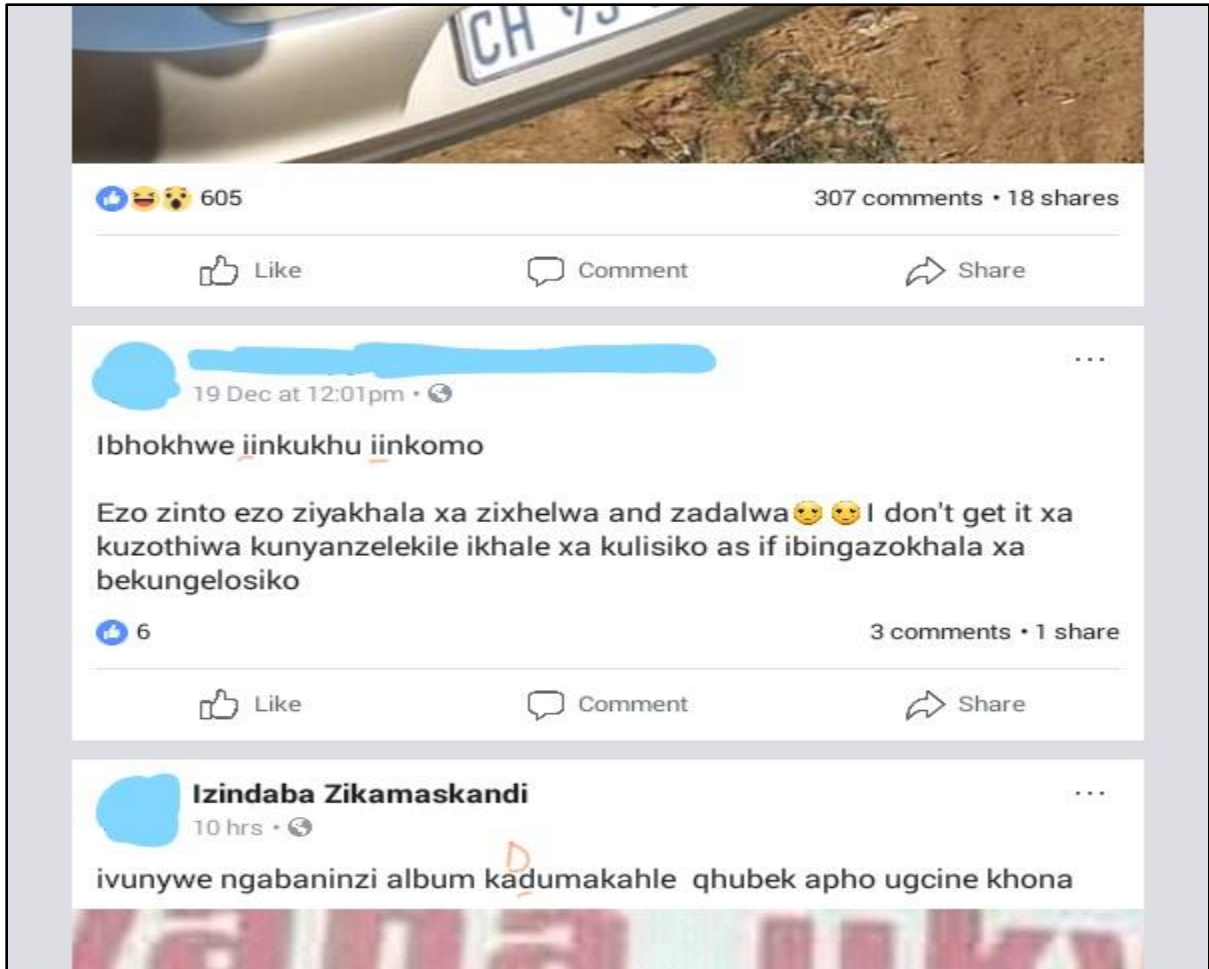 CH
605 307 comments • 18 shares
Like Comment Share
19 Dec at 12:01pm •
Ibhokhwe iinkukhu iinkomo
Ezo zinto ezo ziyakhala xa zixhelwa and zadalwa😏 😏 I don't get it xa
kuzothiwa kunyanzelekile ikhale xa kulisiko as if ibingazokhala xa
bekungelosiko
6 3 comments • 1 share
Like Comment Share
Izindaba Zikamaskandi
10 hrs •
D
ivunywe ngabaninzi album kadumakahle qhubek apho ugcine khona